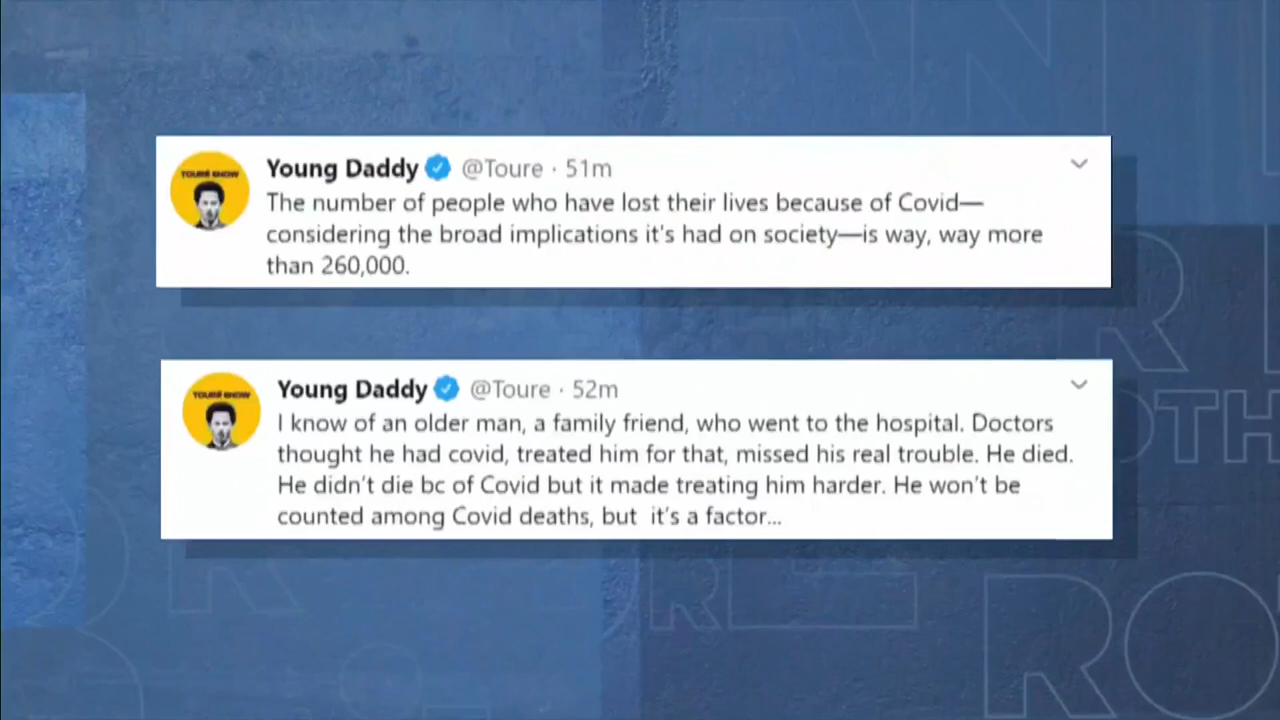 TOURÉ SHOW
Young Daddy @Toure · 51m
The number of people who have lost their lives because of Covid—
considering the broad implications it's had on society—is way, way more
than 260,000.
TOURÉ SHOW
Young Daddy @Toure · 52m
I know of an older man, a family friend, who went to the hospital. Doctors
thought he had covid, treated him for that, missed his real trouble. He died.
He didn't die bc of Covid but it made treating him harder. He won't be
counted among Covid deaths, but it's a factor...